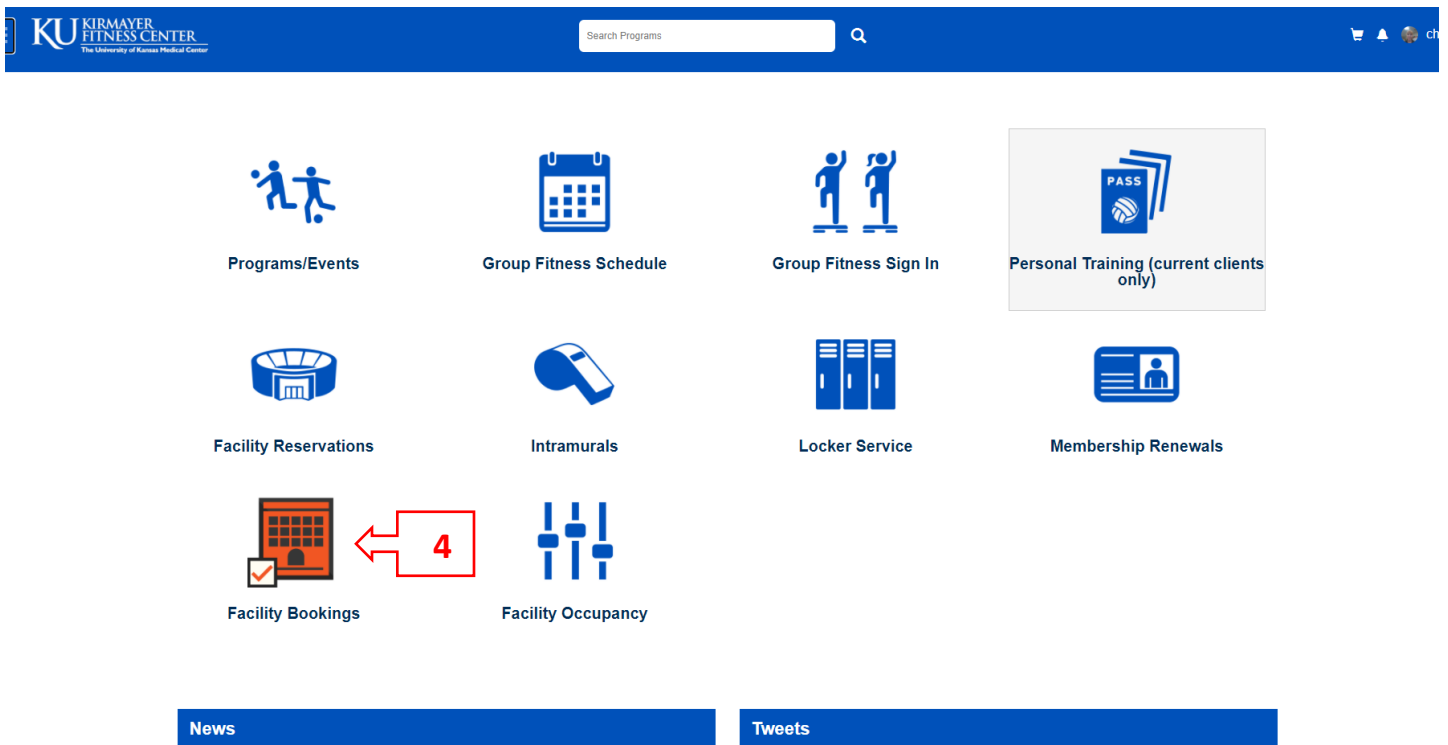 KU KIRMAYER
FITNESS CENTER
The University of Kansas Medical Center
Search Programs
ch
PASS
Programs/Events
Group Fitness Schedule
Group Fitness Sign In
Personal Training (current clients
only)
Facility Reservations
Intramurals
Locker Service
Membership Renewals
4
Facility Bookings
Facility Occupancy
News
Tweets